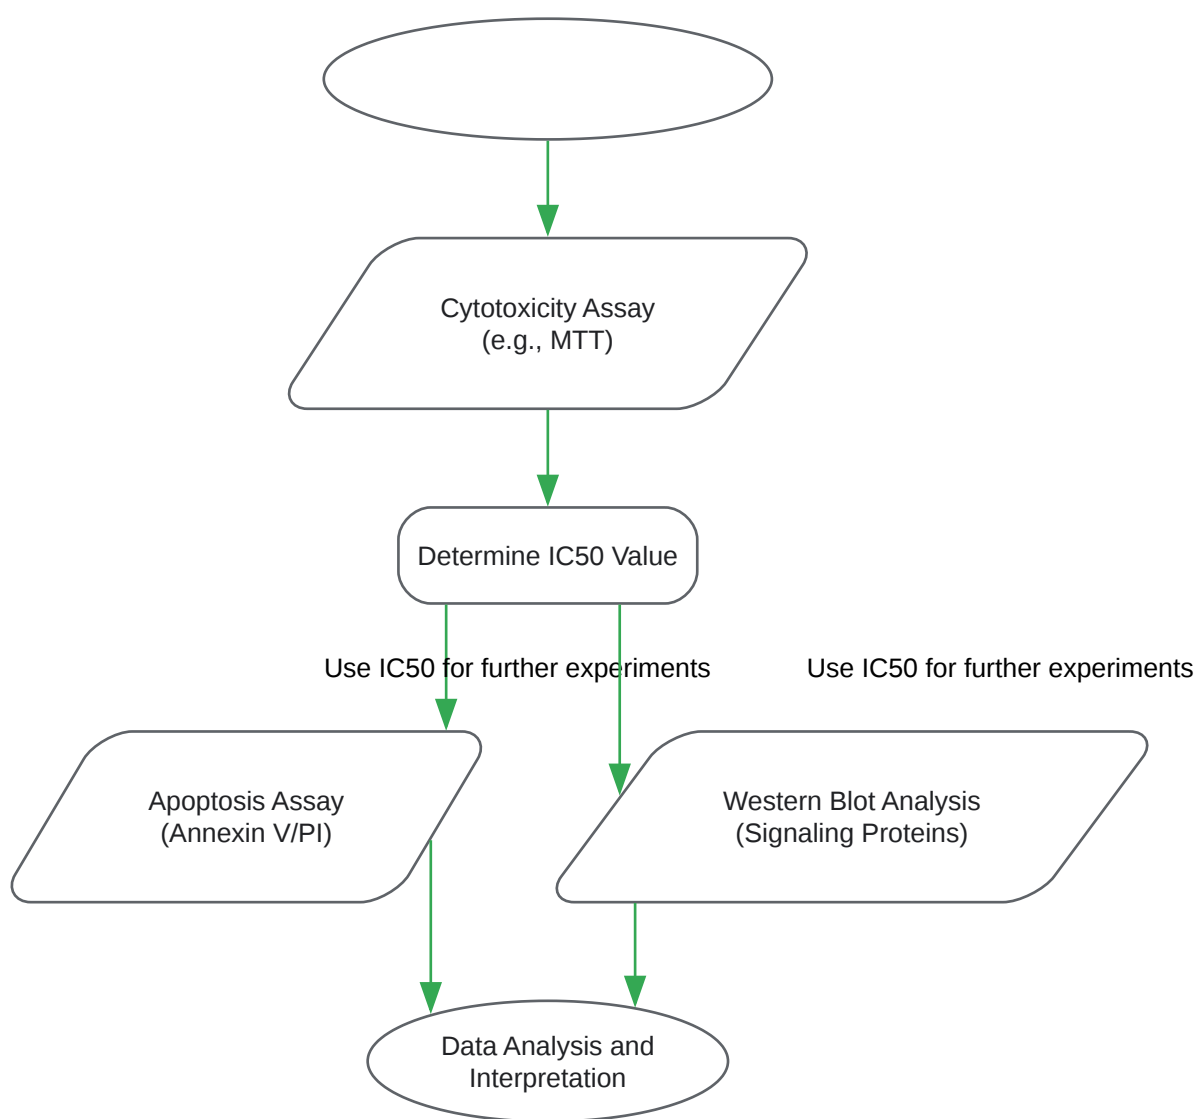 Cytotoxicity Assay
(e.g., MTT)
Determine IC50 Value
Use IC50 for further experiments
Use IC50 for further experiments
Apoptosis Assay
(Annexin V/PI)
Western Blot Analysis
(Signaling Proteins)
Data Analysis and
Interpretation